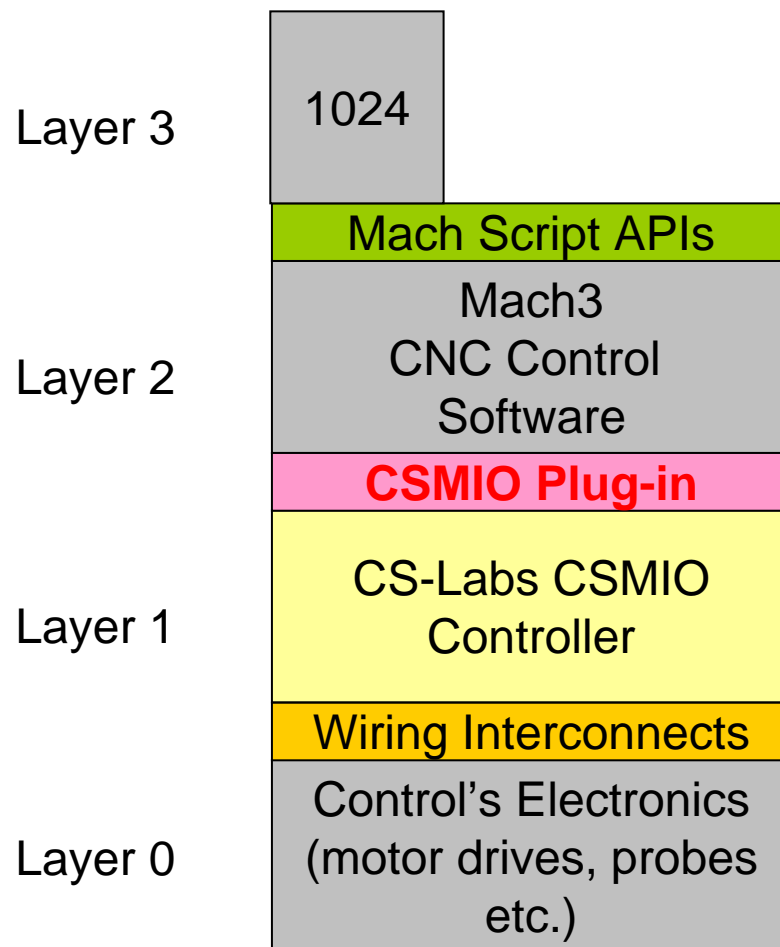 Layer 3
1024
Mach Script APIs
Layer 2
Mach3
CNC Control
Software
CSMIO Plug-in
Layer 1
CS-Labs CSMIO
Controller
Wiring Interconnects
Layer 0
Control's Electronics
(motor drives, probes
etc.)